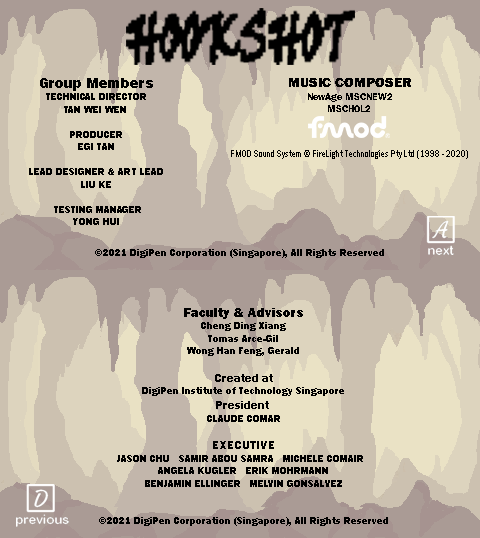 HOOKSHOT
Group Members
TECHNICAL DIRECTOR
TAN WEI WEN
PRODUCER
EGI TAN
LEAD DESIGNER & ART LEAD
LIU KE
TESTING MANAGER
YONG HUI
MUSIC COMPOSER
NewAge MSCNEW2
MSCHOL2
fmod
FMOD Sound System © FireLight Technologies Pty Ltd (1998 - 2020)
A
next
©2021 DigiPen Corporation (Singapore), All Rights Reserved
Faculty & Advisors
Cheng Ding Xiang
Tomas Arce-Gil
Wong Han Feng, Gerald
Created at
DigiPen Institute of Technology Singapore
President
CLAUDE COMAR
EXECUTIVE
JASON CHU SAMIR ABOU SAMRA MICHELE COMAIR
ANGELA KUGLER ERIK MOHRMANN
BENJAMIN ELLINGER MELVIN GONSALVEZ
D
previous
©2021 DigiPen Corporation (Singapore), All Rights Reserved